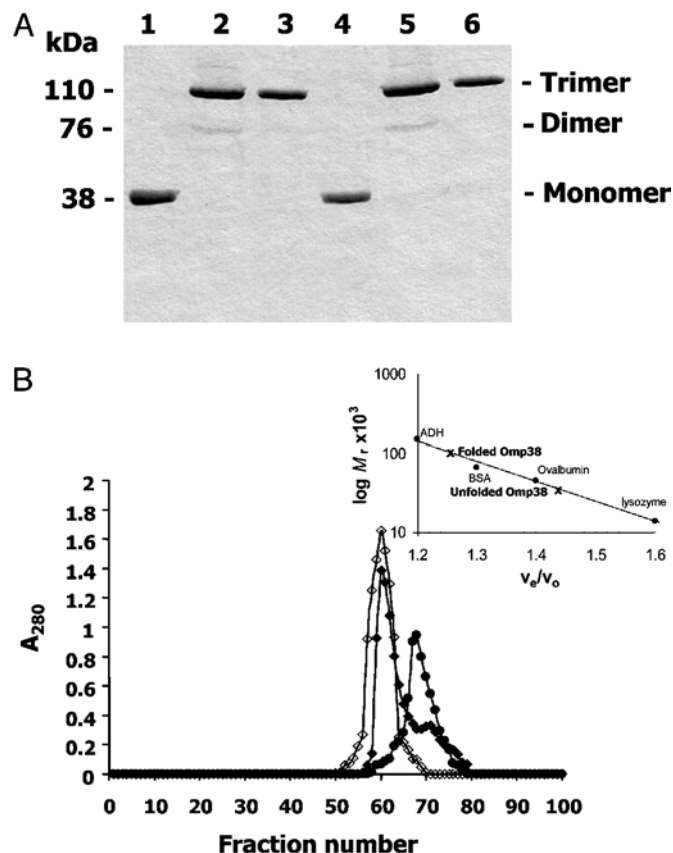 A
kDa
1 2 3 4 5 6
110 -
- Trimer
76 -
- Dimer
38 -
- Monomer
B
1000
100
10
log Mr x10³
ADH
Folded Omp38
BSA
Ovalbumin
Unfolded Omp38
lysozyme
1.2 1.3 1.4 1.5 1.6
ve/vo
2
1.8
1.6
1.4
1.2
1
0.8
0.6
0.4
0.2
0
A280
0 10 20 30 40 50 60 70 80 90 100
Fraction number